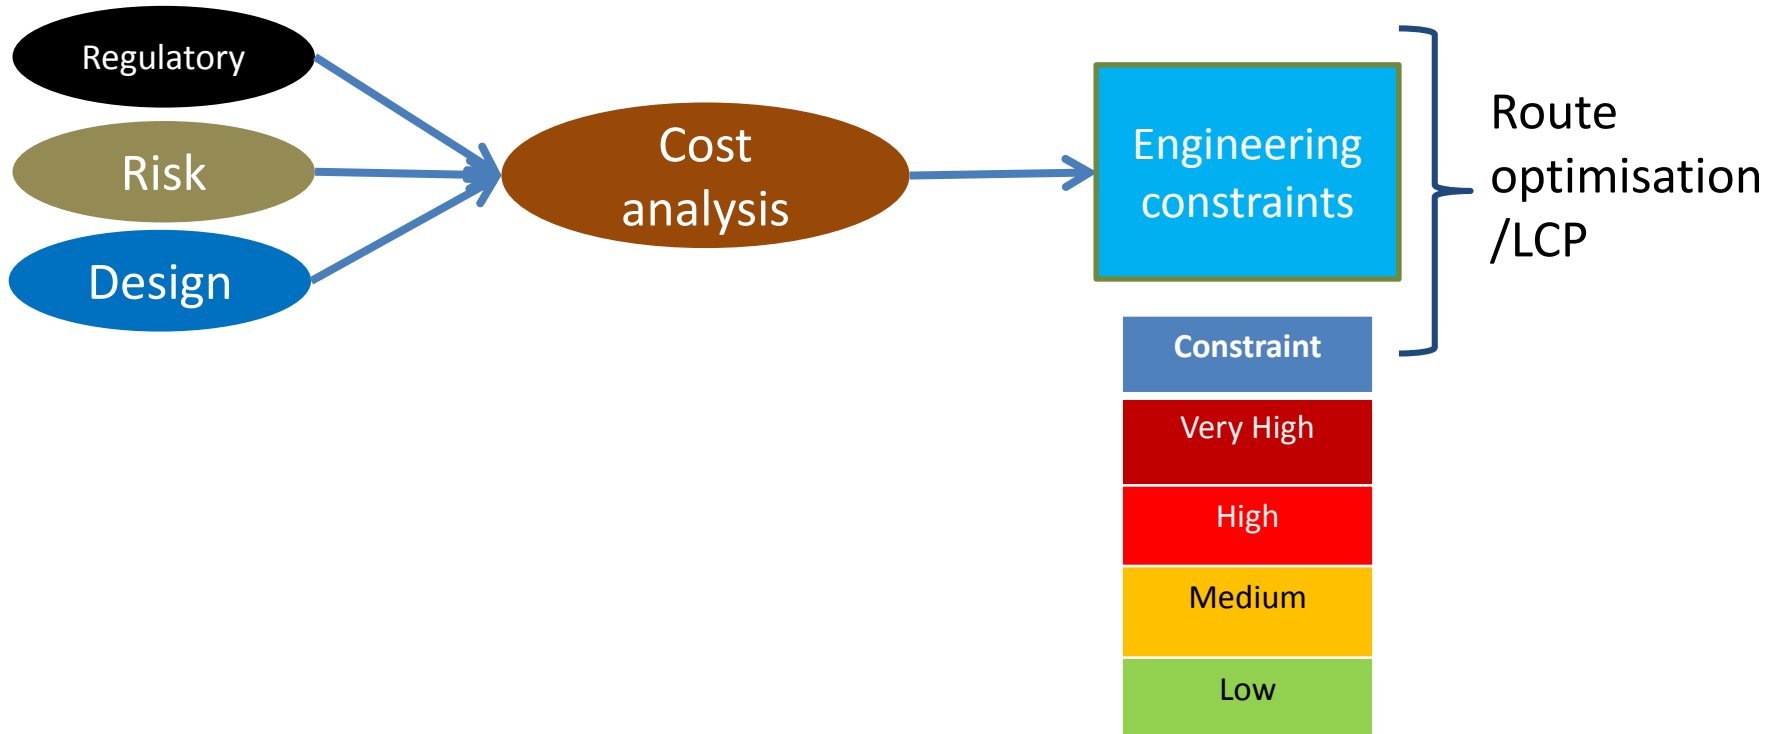 Regulatory
Risk
Design
Cost
analysis
Engineering
constraints
Route
optimisation
/LCP
Constraint
Very High
High
Medium
Low